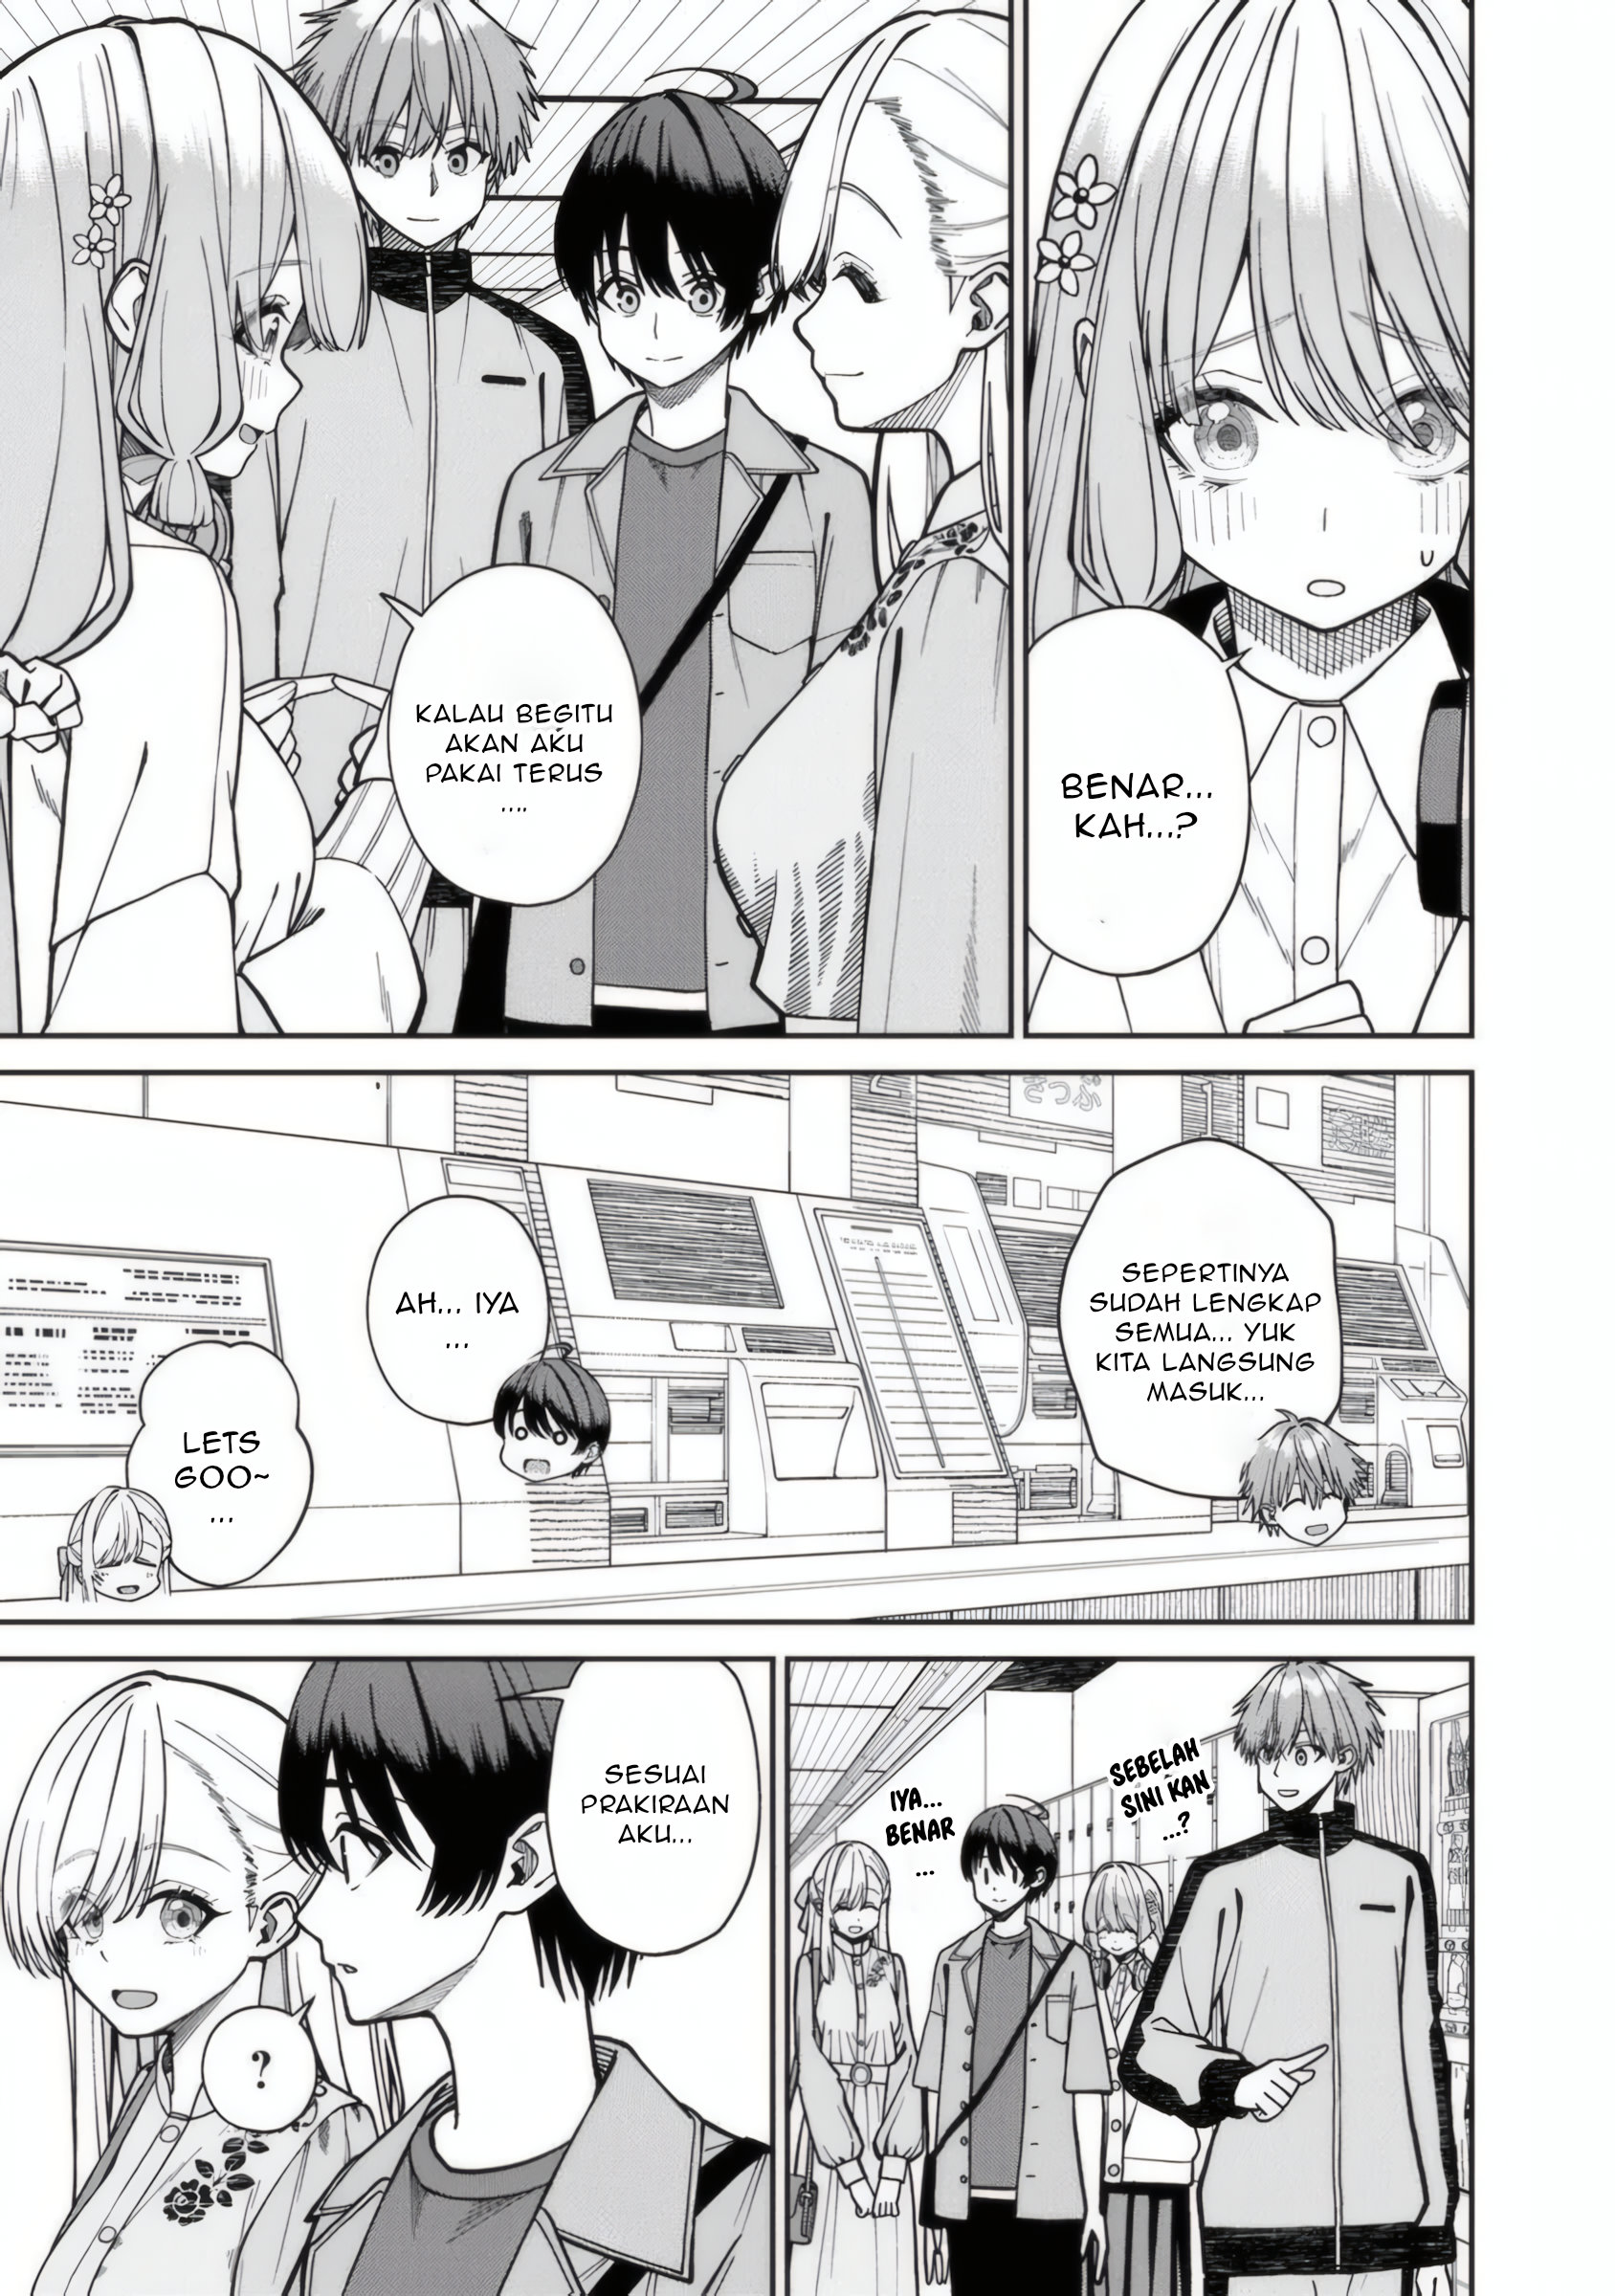 BENAR...
KAH...?
KALAU BEGITU
AKAN AKU
PAKAI TERUS
....
SEPERTINYA
SUDAH LENGKAP
SEMUA... YUK
KITA LANGSUNG
MASUK...
AH... IYA
...
LETS
GOO~
...
SEBELAH
SINI KAN
...?
IYA...
BENAR
...
SESUAI
PRAKIRAAN
AKU...
?